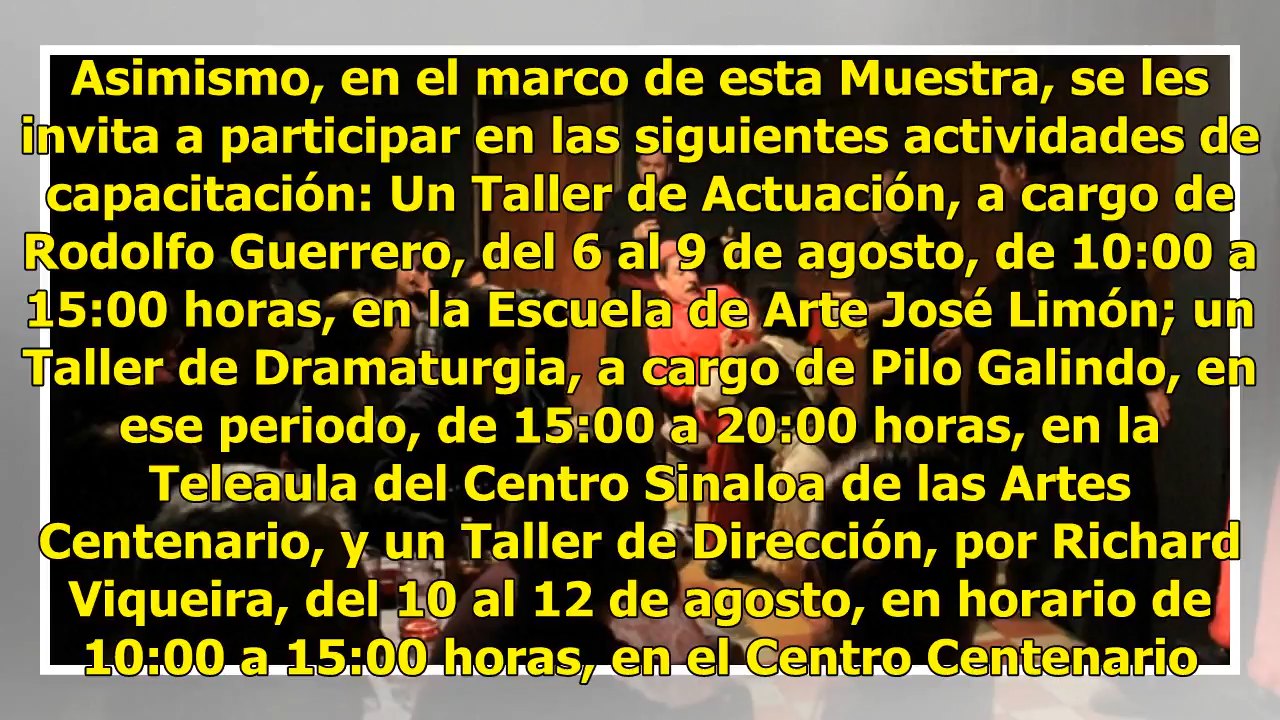 Asimismo, en el marco de esta Muestra, se les
invita a participar en las siguientes actividades de
capacitación: Un Taller de Actuación, a cargo de
Rodolfo Guerrero, del 6 al 9 de agosto, de 10:00 a
15:00 horas, en la Escuela de Arte José Limón; un
Taller de Dramaturgia, a cargo de Pilo Galindo, en
ese periodo, de 15:00 a 20:00 horas, en la
Teleaula del Centro Sinaloa de las Artes
Centenario, y un Taller de Dirección, por Richard
Viqueira, del 10 al 12 de agosto, en horario de
10:00 a 15:00 horas, en el Centro Centenario